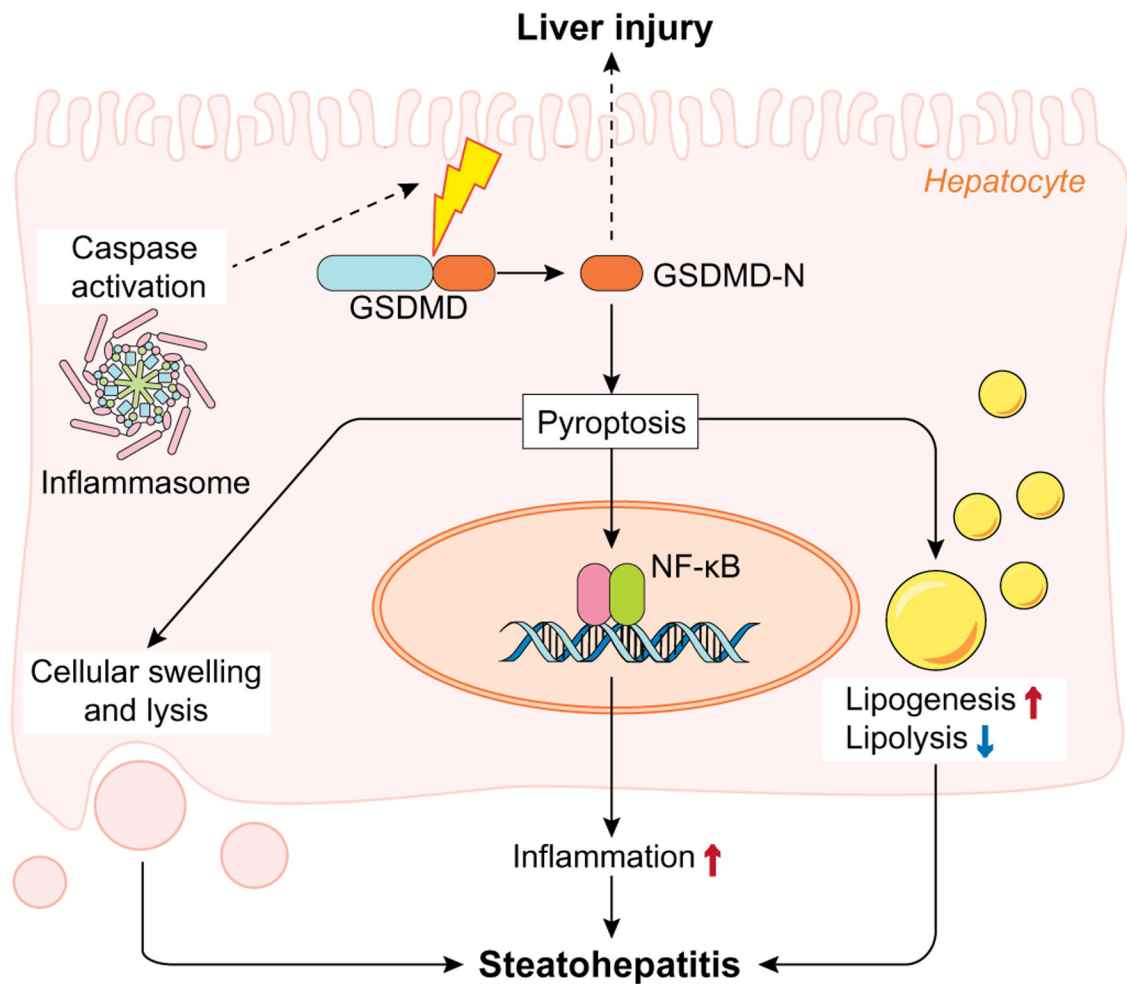 Liver injury
Hepatocyte
Caspase
activation
GSDMD
GSDMD-N
Inflammasome
Pyroptosis
NF-κB
Cellular swelling
and lysis
Lipogenesis
Lipolysis
Inflammation
Steatohepatitis